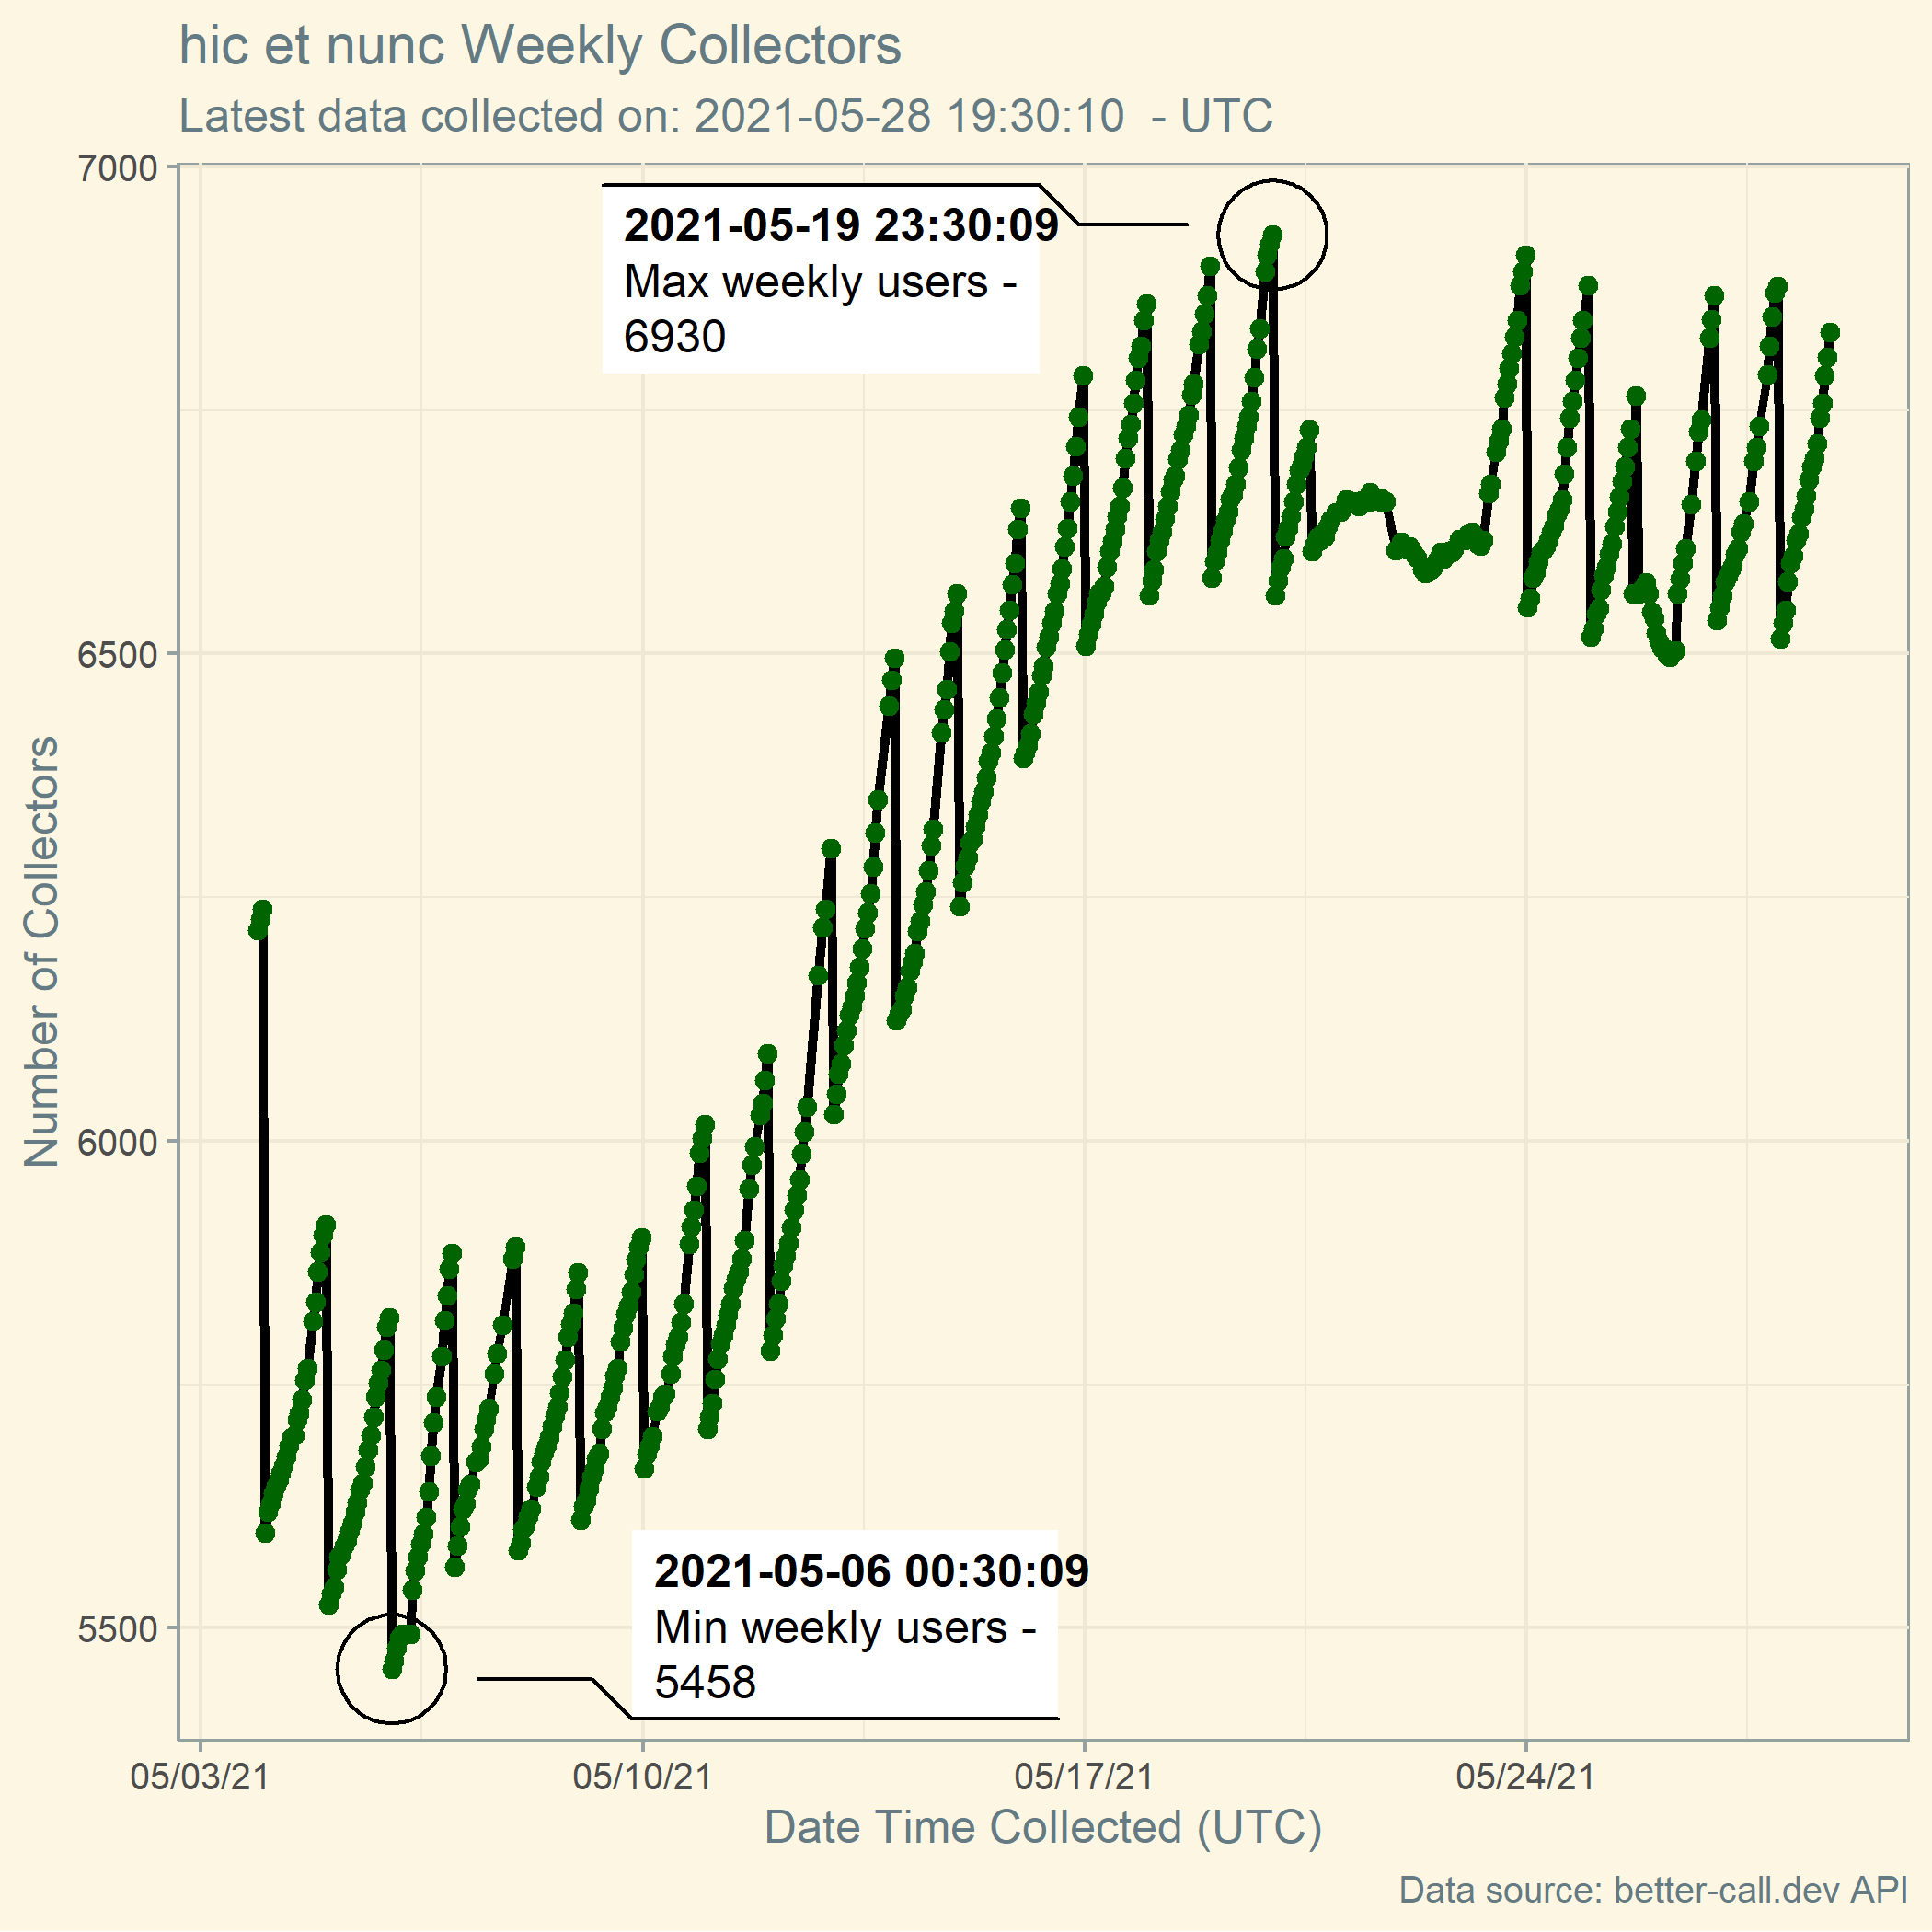 hic et nunc Weekly Collectors
Latest data collected on: 2021-05-28 19:30:10  - UTC
7000
6500
6000
5500
Number of Collectors
2021-05-19 23:30:09
Max weekly users -
6930
2021-05-06 00:30:09
Min weekly users -
5458
05/03/21
05/10/21
05/17/21
05/24/21
Date Time Collected (UTC)
Data source: better-call.dev API